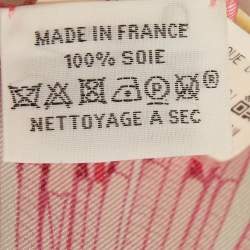 MADE IN FRANCE
100% SOIE
P ®
NETTOYAGE A SEC